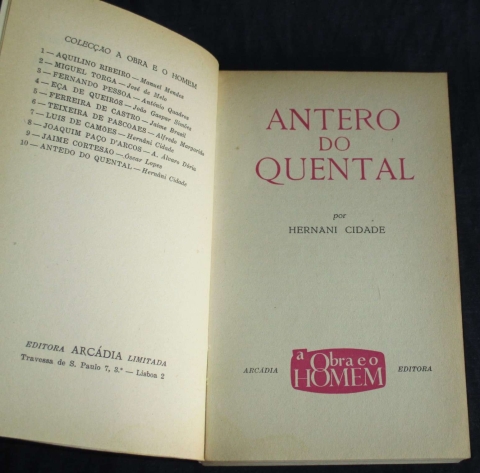 COLECÇÃO A OBRA E O HOMEM
1 — AQUILINO RIBEIRO — Manuel Mendes
2 — MIGUEL TORGA — José de Melo
3 — FERNANDO PESSOA — António Quadros
4 — EÇA DE QUEIRÓS — João Gaspar Simões
5 — FERREIRA DE CASTRO — Jaime Brasil
6 — TEIXEIRA DE PASCOAES — Alfredo Margarido
7 — LUIS DE CAMÕES — Hernâni Cidade
8 — JOAQUIM PAÇO D'ARCOS — A. Álvaro Dória
9 — JAIME CORTESÃO — Óscar Lopes
10 — ANTEDO DO QUENTAL — Hernâni Cidade
EDITORA ARCÁDIA LIMITADA
Travessa de S. Paulo 7, 3.º — Lisboa 2
ANTERO
DO
QUENTAL
por
HERNANI CIDADE
ARCÁDIA a Obra e o HOMEM EDITORA